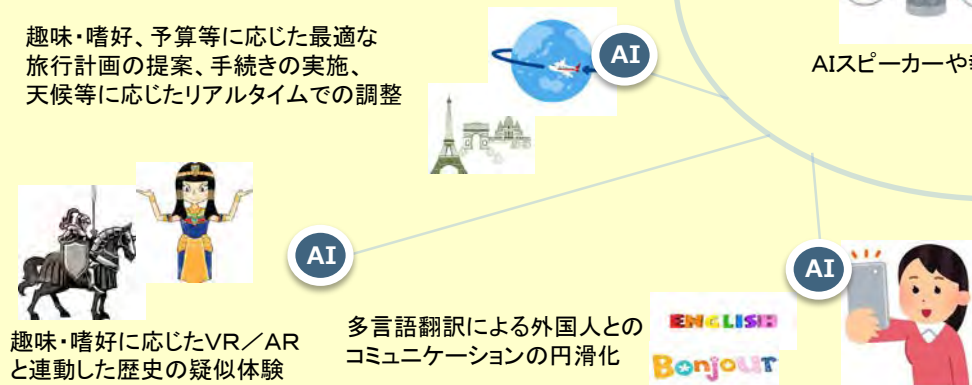 趣味・嗜好、予算等に応じた最適な
旅行計画の提案、手続きの実施、
天候等に応じたリアルタイムでの調整
AI
AIスピーカーや
AI
AI
趣味・嗜好に応じたVR／AR
と連動した歴史の疑似体験
多言語翻訳による外国人との
コミュニケーションの円滑化
ENGLISH
Bonjour